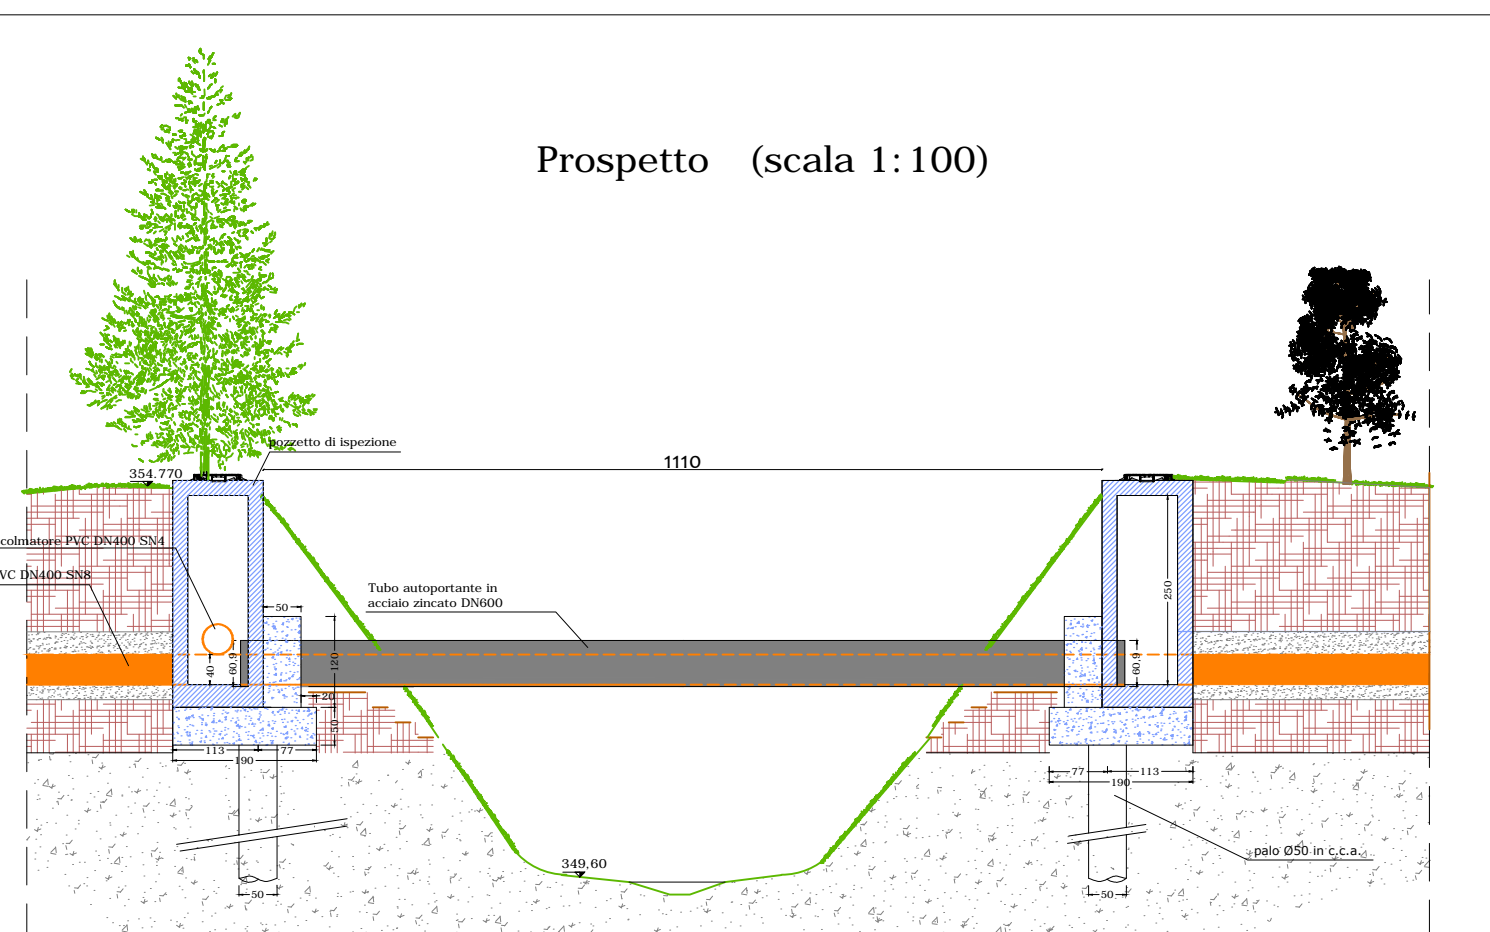 Prospetto (scala 1:100)
pozzetto di ispezione
1110
354.770
colmatore PVC DN400 SN4
VC DN400 SN8
Tubo autoportante in
acciaio zincato DN600
50
250
120
60.9
40
60.9
20
50
113
77
190
77
113
190
palo Ø50 in c.c.a.
349.60
50
50